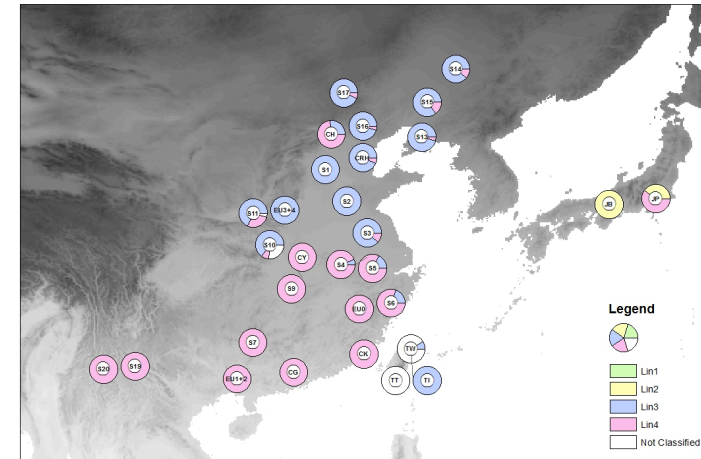 S14
S17
S15
S16
CH
S13
CRH
S1
S2
JP
JB
EU3+4
S11
S3
S10
CY
S4
S5
S9
S6
EU0
S7
TW
CK
S19
S20
CG
EU1+2
TT
TI
Legend
Lin1
Lin2
Lin3
Lin4
Not Classified